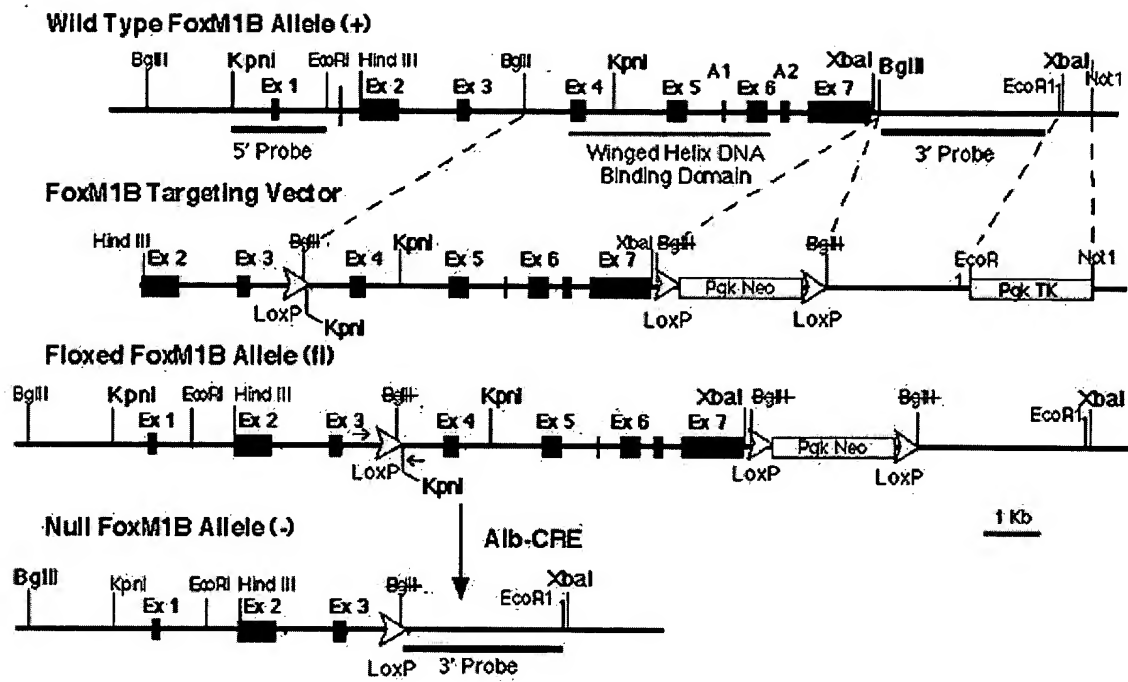 Wild Type FoxM1B Allele (+)
BglII KpnI EcoRI Hind III BglII KpnI A1 A2 XbaI BglII XbaI
EcoR1 Not1
Ex 1 Ex 2 Ex 3 Ex 4 Ex 5 Ex 6 Ex 7
5' Probe Winged Helix DNA Binding Domain 3' Probe
FoxM1B Targeting Vector
Hind III BglII KpnI XbaI BglII BglII EcoR 1 Not1
Ex 2 Ex 3 Ex 4 Ex 5 Ex 6 Ex 7 Pgk Neo Pgk TK
LoxP KpnI LoxP LoxP
Floxed FoxM1B Allele (fl)
BglII KpnI EcoRI Hind III BglII KpnI XbaI BglII BglII EcoR1 XbaI
Ex 1 Ex 2 Ex 3 Ex 4 Ex 5 Ex 6 Ex 7 Pgk Neo
LoxP KpnI LoxP LoxP
1 Kb
Null FoxM1B Allele (-)
Alb-CRE
BglII KpnI EcoRI Hind III BglII EcoR1 XbaI
Ex 1 Ex 2 Ex 3
LoxP 3' Probe